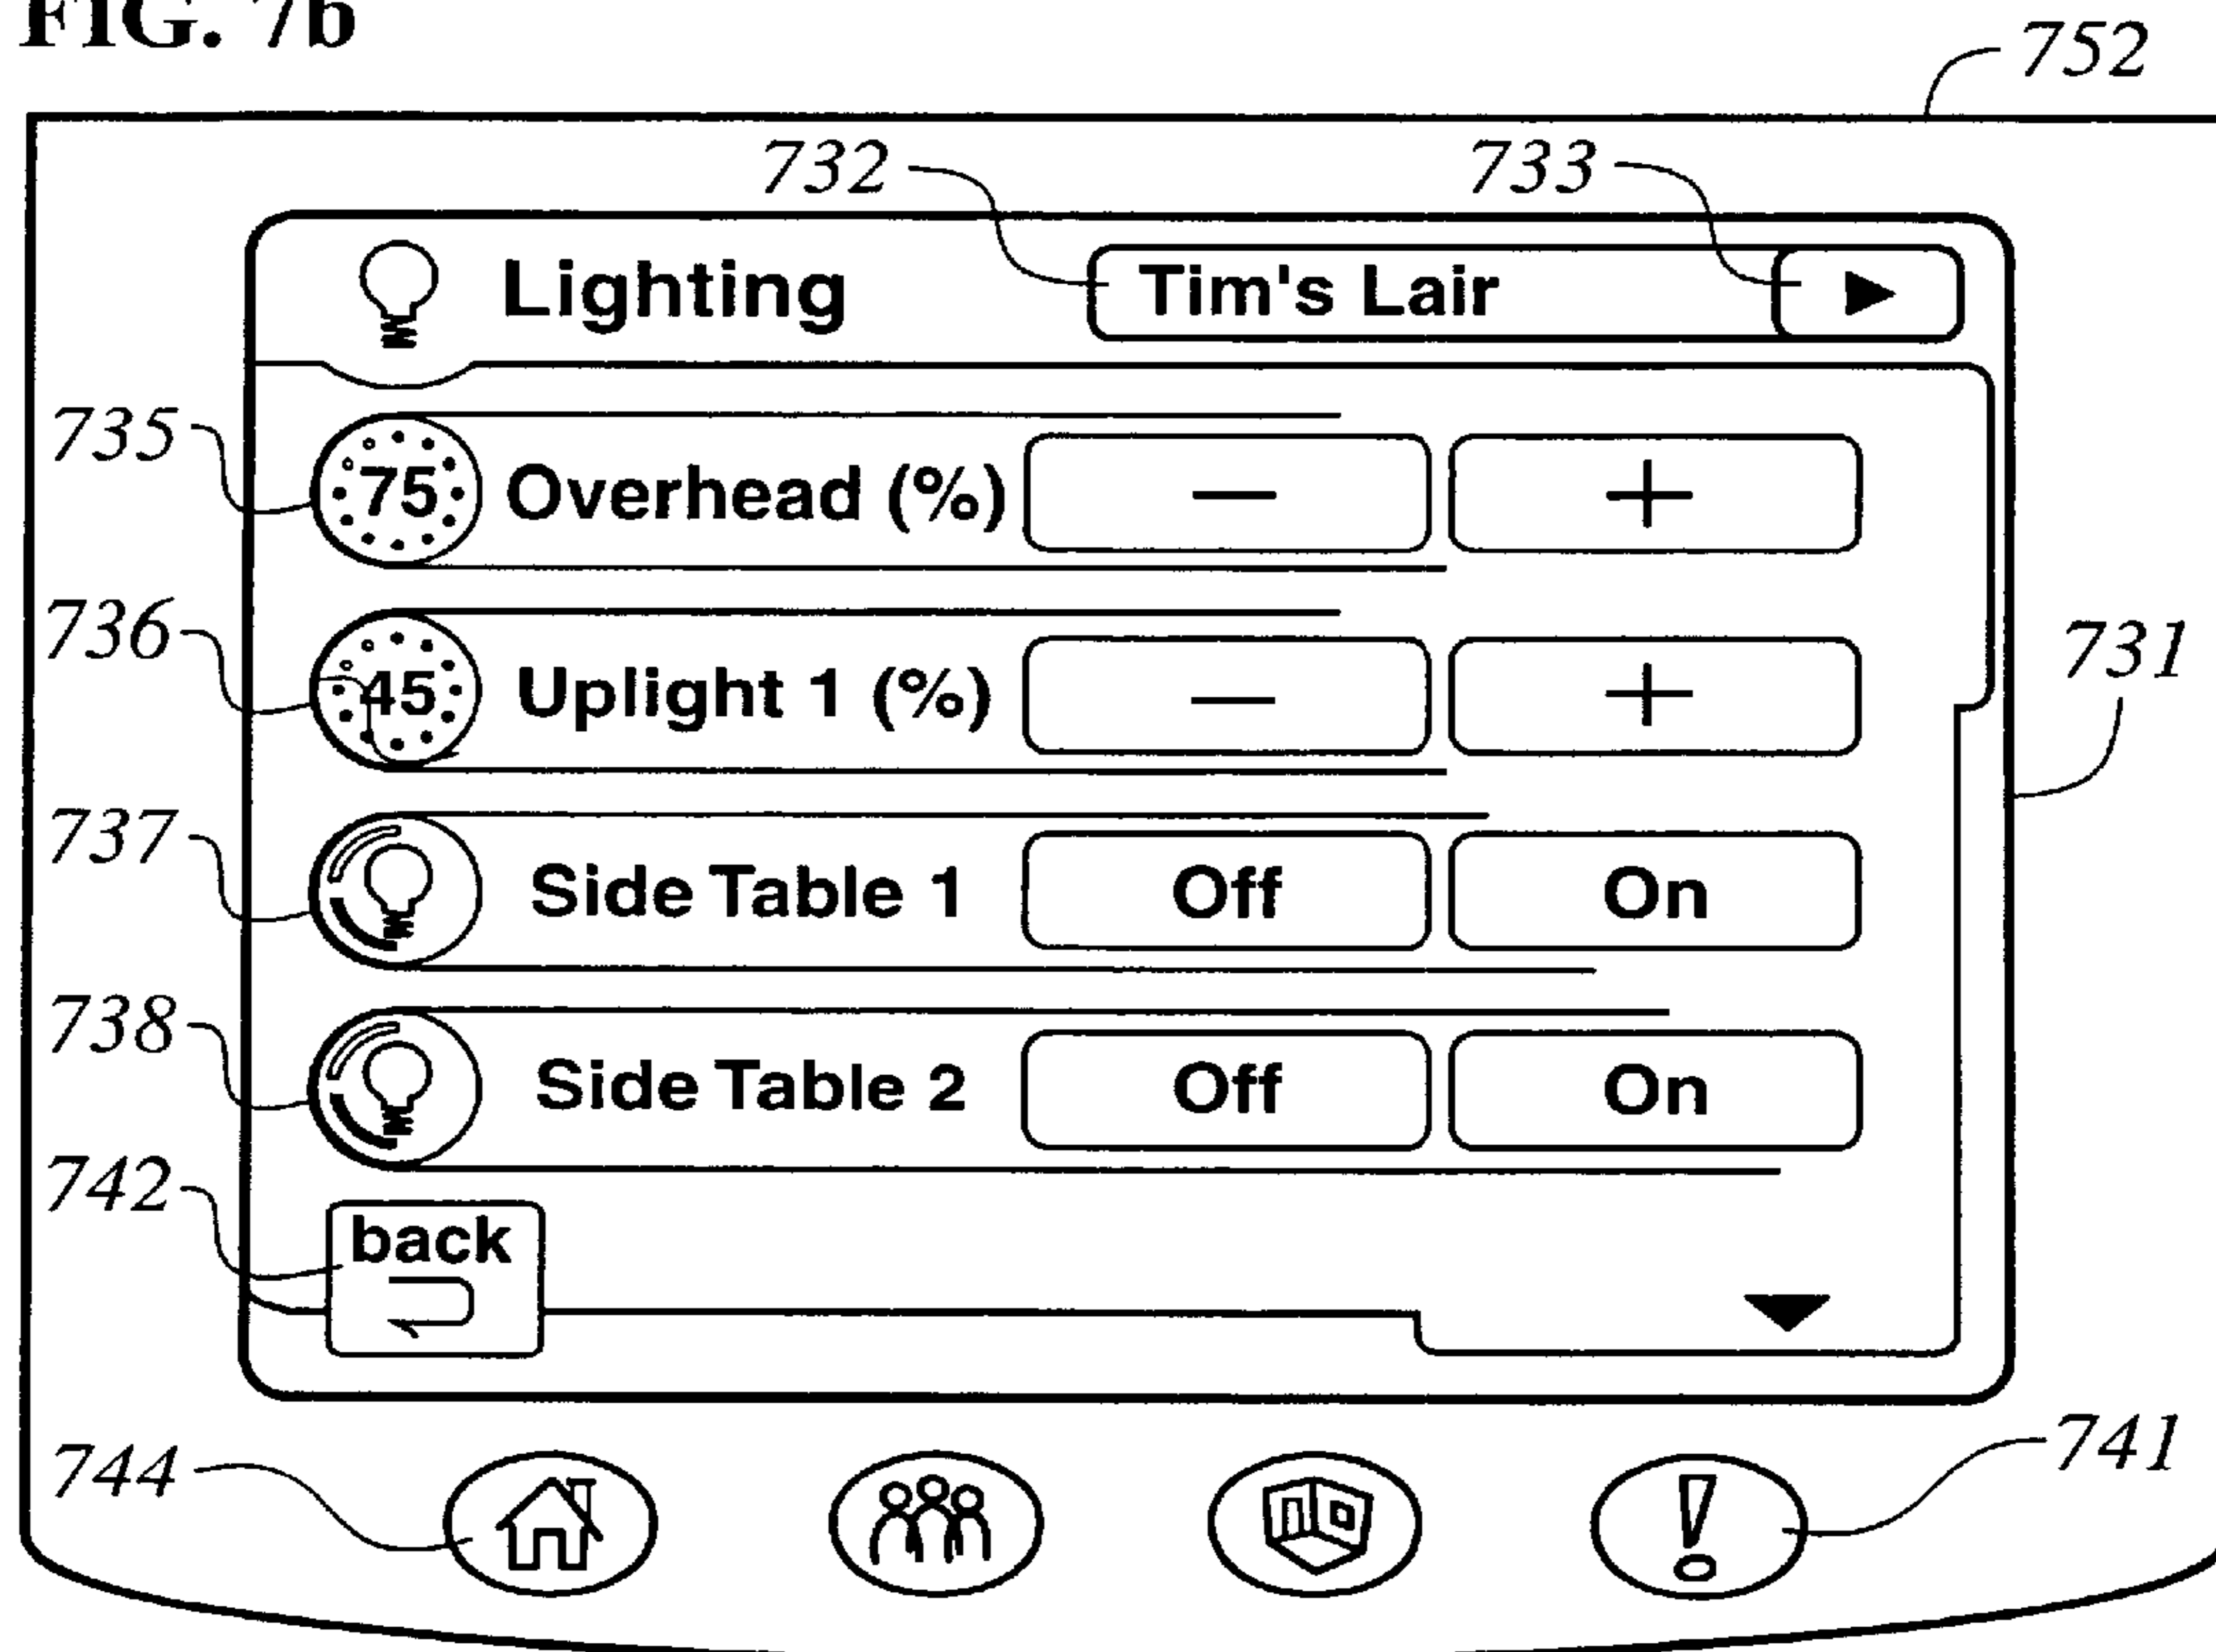 FIG. 7b
752
732
733
Lighting
Tim's Lair
735
75
Overhead (%)
−
+
736
45
Uplight 1 (%)
−
+
731
737
Side Table 1
Off
On
738
Side Table 2
Off
On
742
back
744
741